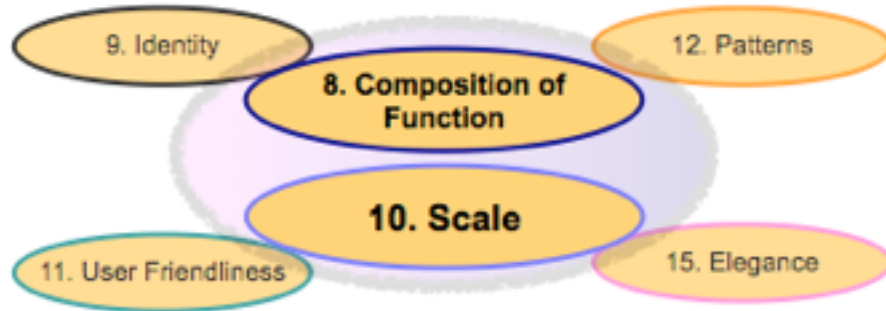 9. Identity
12. Patterns
8. Composition of
Function
10. Scale
11. User Friendliness
15. Elegance